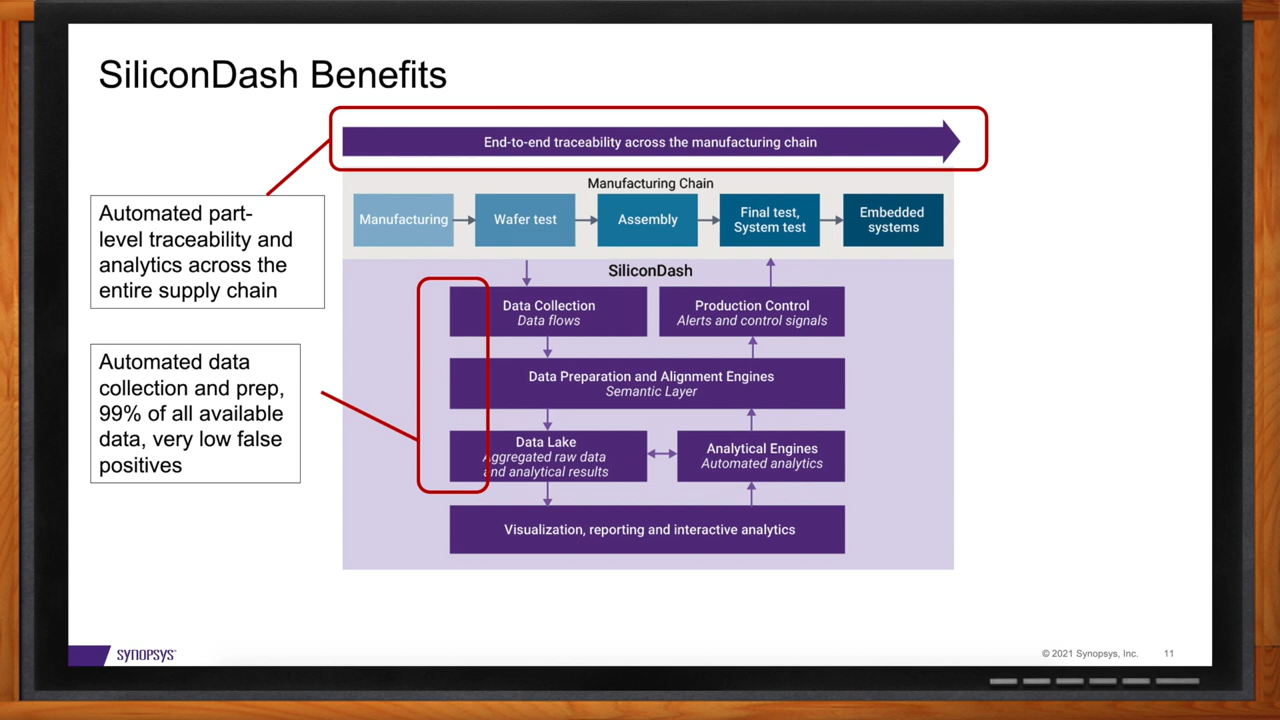 SiliconDash Benefits
End-to-end traceability across the manufacturing chain
Automated part-
level traceability and
analytics across the
entire supply chain
Manufacturing Chain
Manufacturing
Wafer test
Assembly
Final test,
System test
Embedded
systems
SiliconDash
Data Collection
Data flows
Production Control
Alerts and control signals
Automated data
collection and prep,
99% of all available
data, very low false
positives
Data Preparation and Alignment Engines
Semantic Layer
Data Lake
Aggregated raw data
and analytical results
Analytical Engines
Automated analytics
Visualization, reporting and interactive analytics
SYNOPSYS®
© 2021 Synopsys, Inc.
11